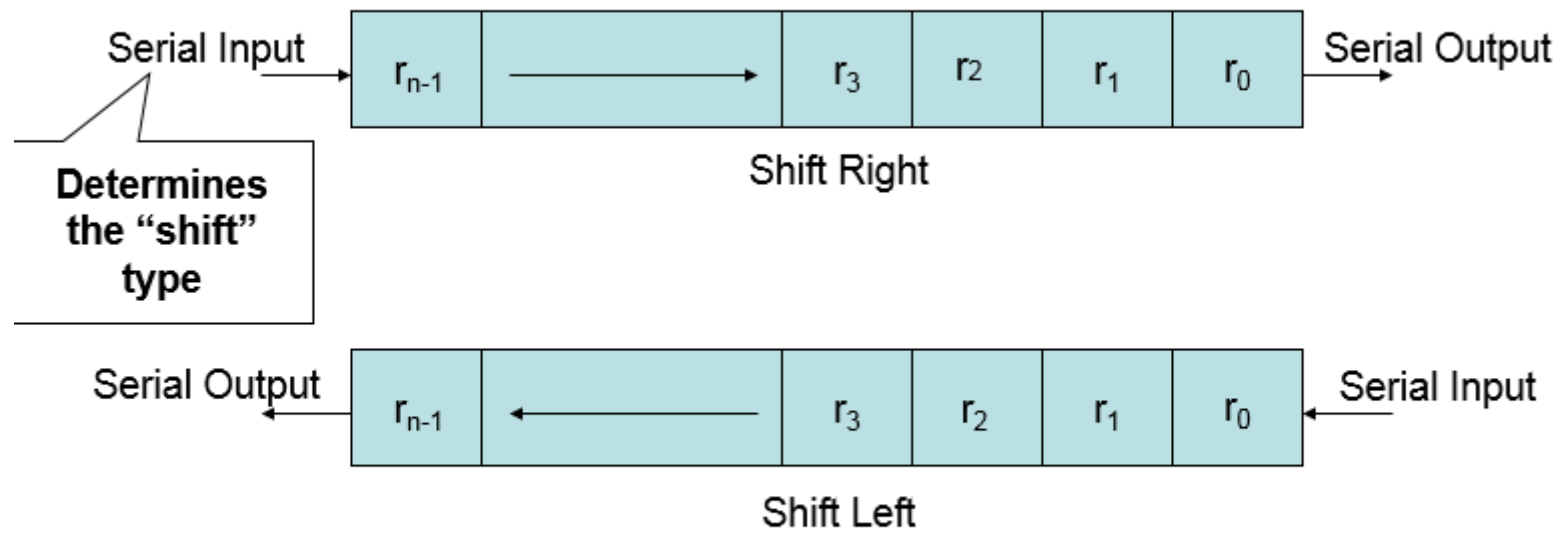 Serial Input
r_{n-1} r_3 r_2 r_1 r_0
Serial Output
Determines
the “shift”
type
Shift Right
Serial Output
r_{n-1} r_3 r_2 r_1 r_0
Serial Input
Shift Left